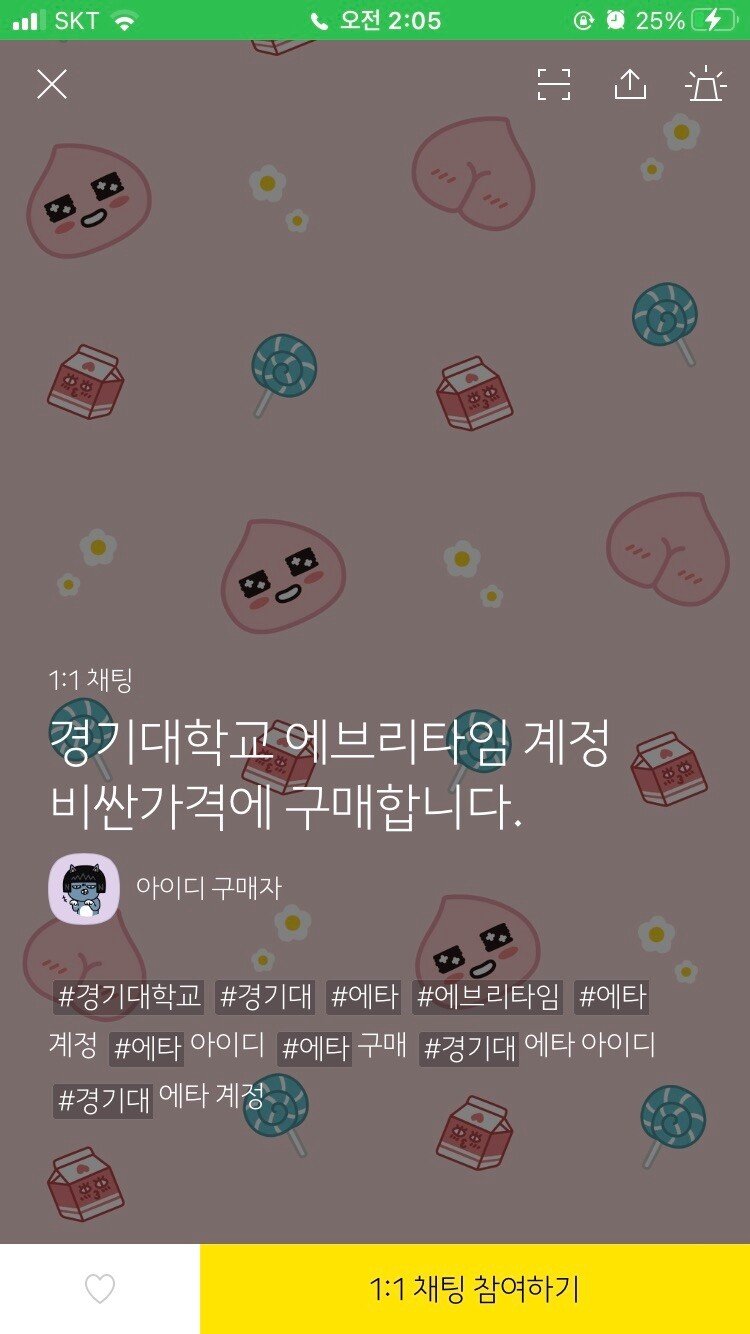 SKT 오전 2:05 25%
1:1 채팅
경기대학교 에브리타임 계정
비싼가격에 구매합니다.
아이디 구매자
#경기대학교 #경기대 #에타 #에브리타임 #에타
계정 #에타 아이디 #에타 구매 #경기대 에타 아이디
#경기대 에타 계정
1:1 채팅 참여하기